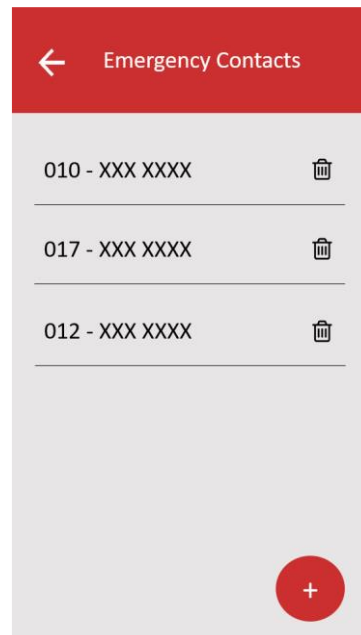 Emergency Contacts
010 - XXX XXXX
017 - XXX XXXX
012 - XXX XXXX
+